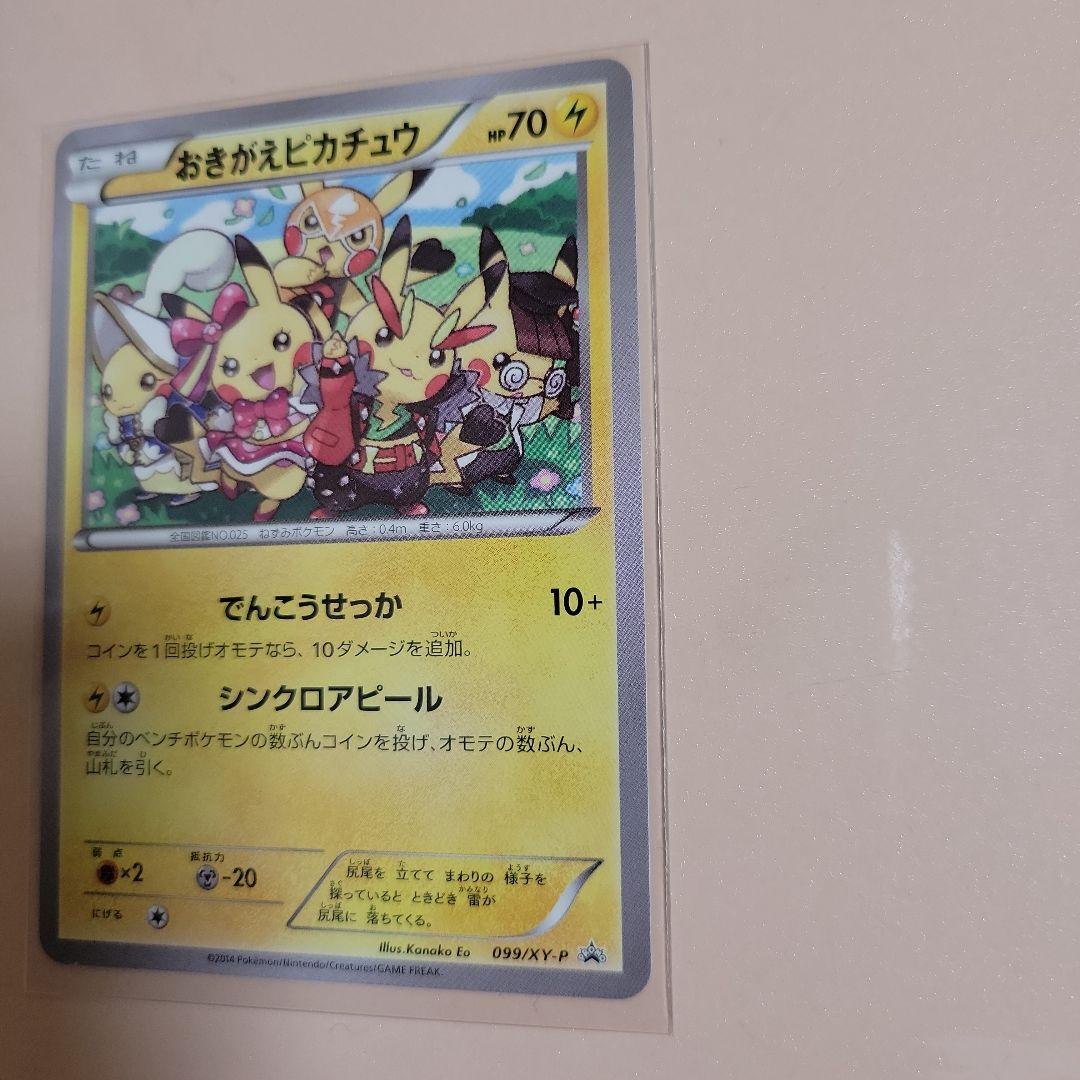 たね おきがえピカチュウ HP70
全国図鑑NO.025 ねずみポケモン 高さ:0.4m 重さ:6.0kg
でんこうせっか 10+
コインを1回投げオモテなら、10ダメージを追加。
シンクロアピール
自分のベンチポケモンの数ぶんコインを投げ、オモテの数ぶん、
山札を引く。
弱点 抵抗力
×2 -20
にげる
尻尾を 立てて まわりの 様子を
探っていると ときどき 雷が
尻尾に 落ちてくる。
Illus.Kanako Eo 099/XY-P
©2014 Pokémon/Nintendo/Creatures/GAME FREAK.